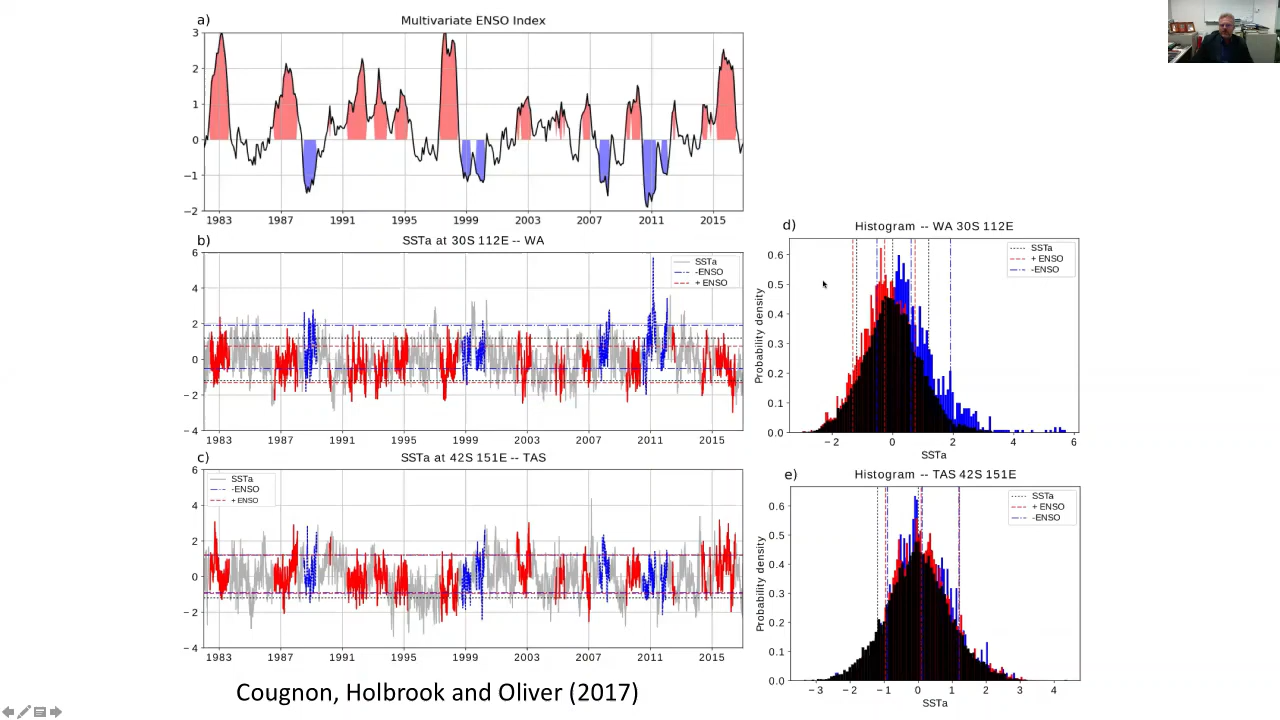 a) Multivariate ENSO Index
3
2
1
0
−1
−2
1983 1987 1991 1995 1999 2003 2007 2011 2015
b) SSTa at 30S 112E -- WA
6
4
2
0
−2
−4
SSTa
-ENSO
+ ENSO
1983 1987 1991 1995 1999 2003 2007 2011 2015
c) SSTa at 42S 151E -- TAS
6
4
2
0
−2
−4
SSTa
-ENSO
+ ENSO
1983 1987 1991 1995 1999 2003 2007 2011 2015
d) Histogram -- WA 30S 112E
Probability density
0.6
0.5
0.4
0.3
0.2
0.1
0.0
SSTa
+ ENSO
-ENSO
−2 0 2 4 6
SSTa
e) Histogram -- TAS 42S 151E
Probability density
0.6
0.5
0.4
0.3
0.2
0.1
0.0
SSTa
+ ENSO
-ENSO
−3 −2 −1 0 1 2 3 4
SSTa
Cougnon, Holbrook and Oliver (2017)